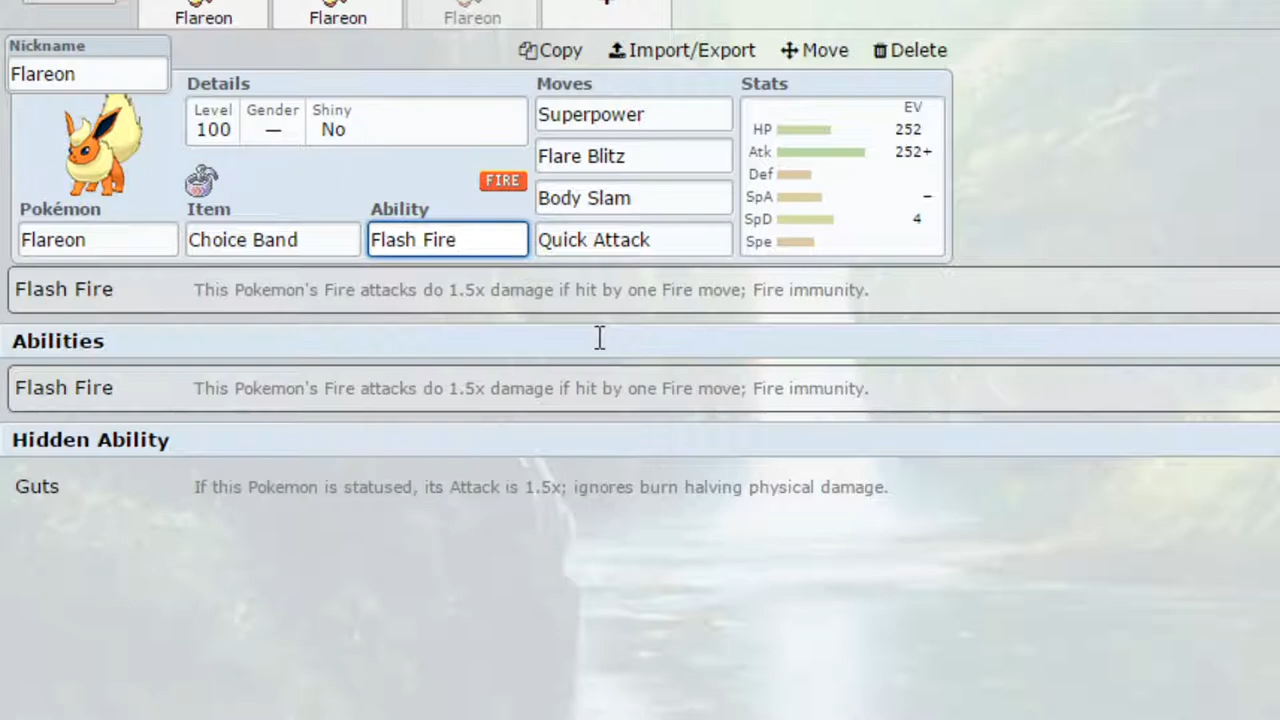 Flareon Flareon Flareon
Nickname
Flareon
Copy Import/Export Move Delete
Details
Level Gender Shiny
100 — No
FIRE
Pokémon Item Ability
Flareon Choice Band Flash Fire
Moves
Superpower
Flare Blitz
Body Slam
Quick Attack
Stats
EV
HP 252
Atk 252+
Def
SpA –
SpD 4
Spe
Flash Fire This Pokemon's Fire attacks do 1.5x damage if hit by one Fire move; Fire immunity.
Abilities
Flash Fire This Pokemon's Fire attacks do 1.5x damage if hit by one Fire move; Fire immunity.
Hidden Ability
Guts If this Pokemon is statused, its Attack is 1.5x; ignores burn halving physical damage.